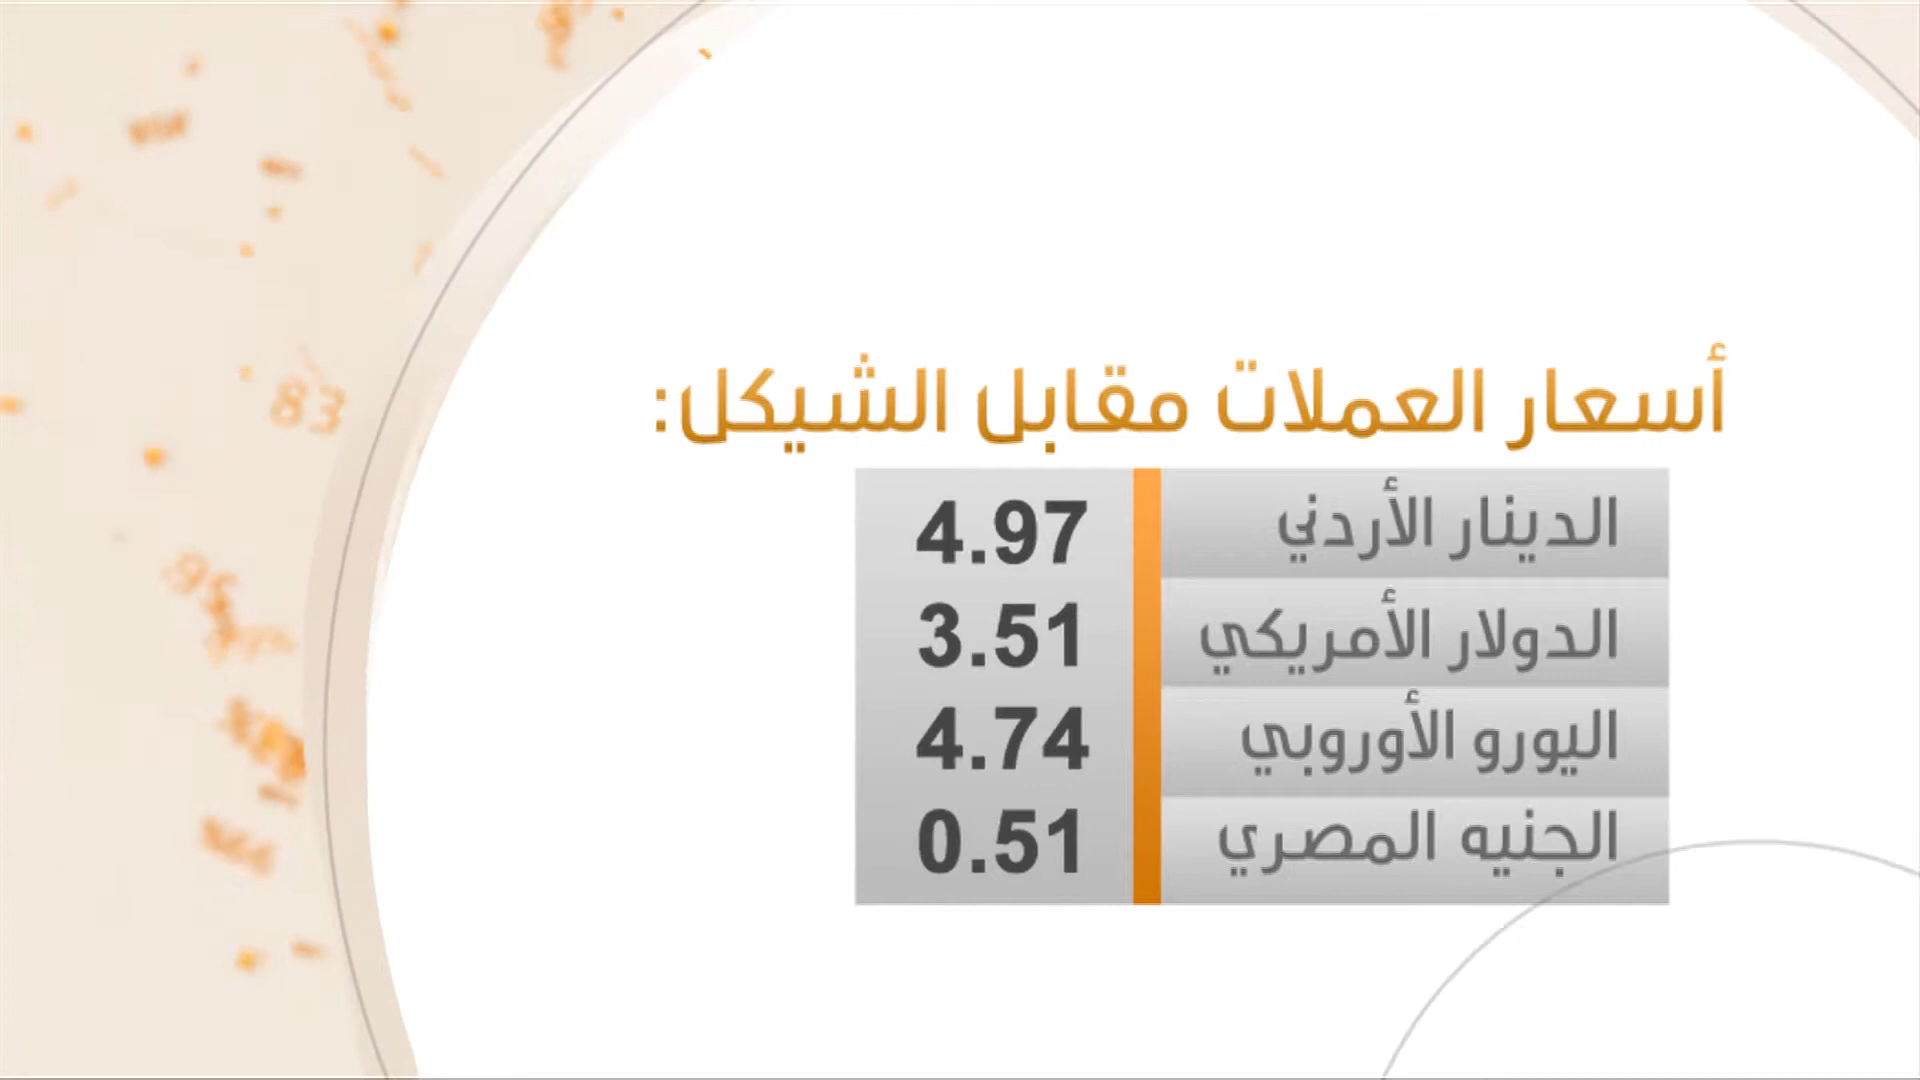 أسعار العملات مقابل الشيكل:
الدينار الأردني 4.97
الدولار الأمريكي 3.51
اليورو الأوروبي 4.74
الجنيه المصري 0.51
83